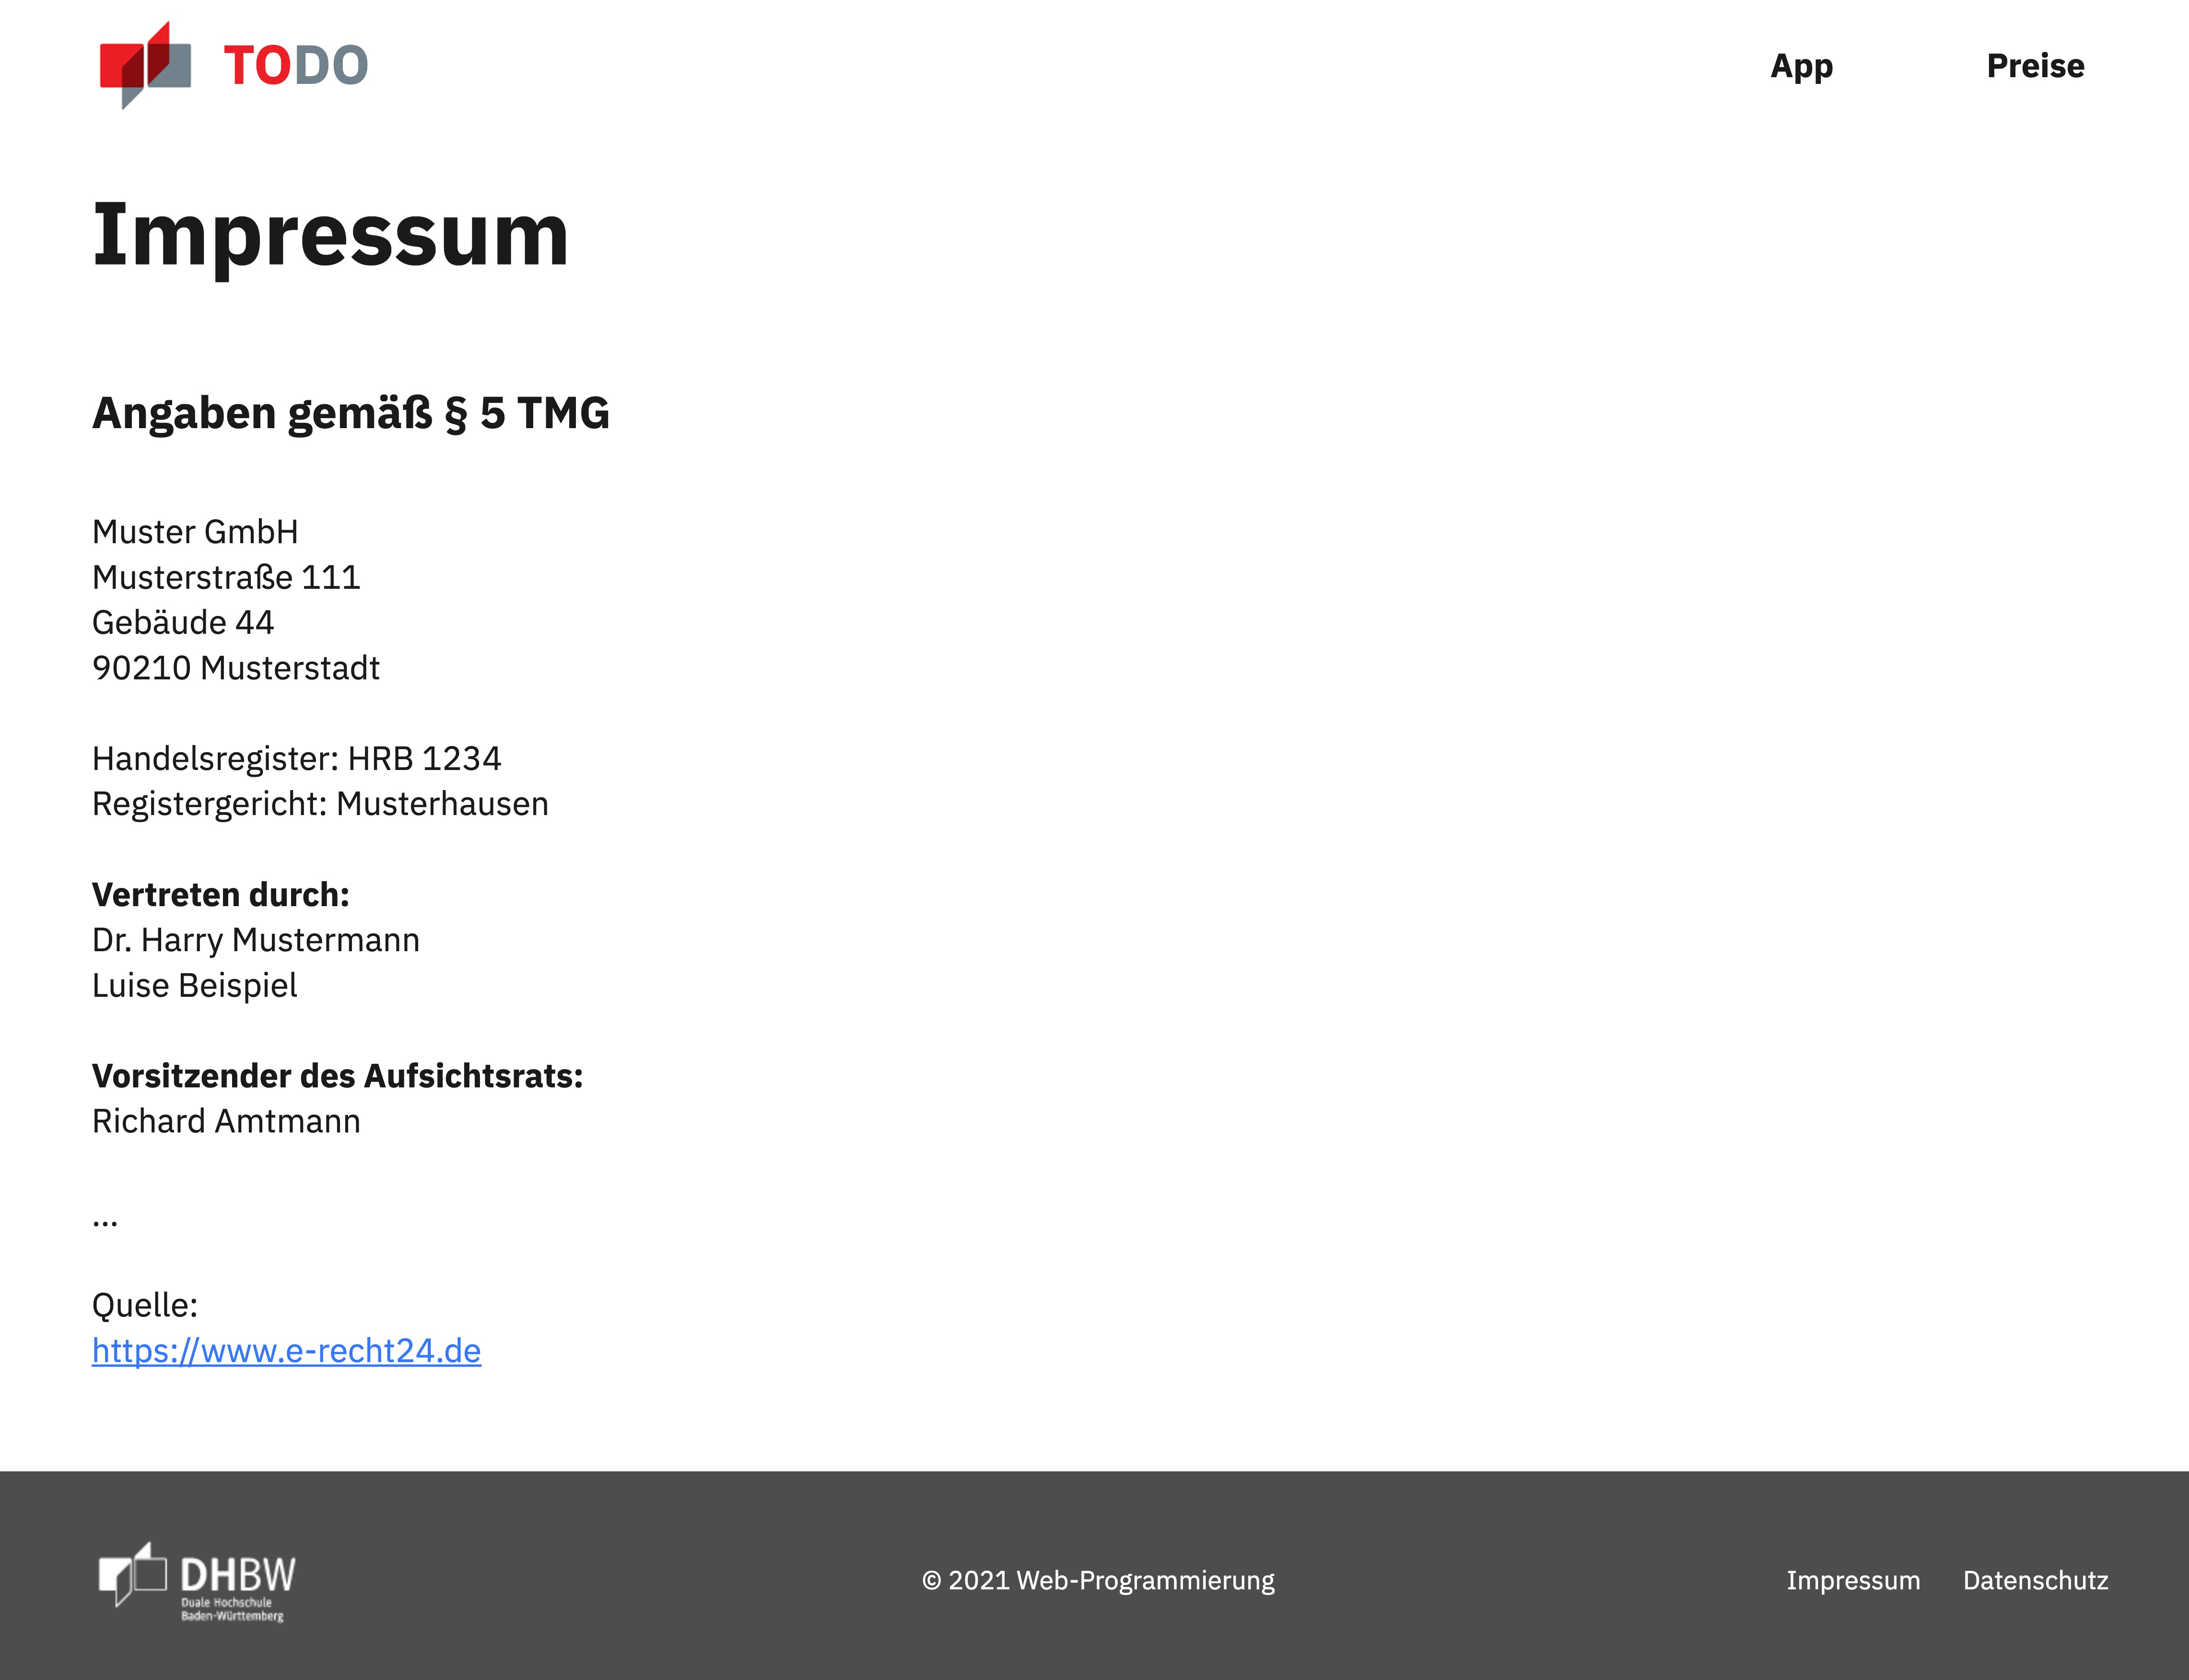 TODO
App Preise
Impressum
Angaben gemäß § 5 TMG
Muster GmbH
Musterstraße 111
Gebäude 44
90210 Musterstadt
Handelsregister: HRB 1234
Registergericht: Musterhausen
Vertreten durch:
Dr. Harry Mustermann
Luise Beispiel
Vorsitzender des Aufsichtsrats:
Richard Amtmann
...
Quelle:
https://www.e-recht24.de
DHBW
Duale Hochschule
Baden-Württemberg
© 2021 Web-Programmierung
Impressum Datenschutz